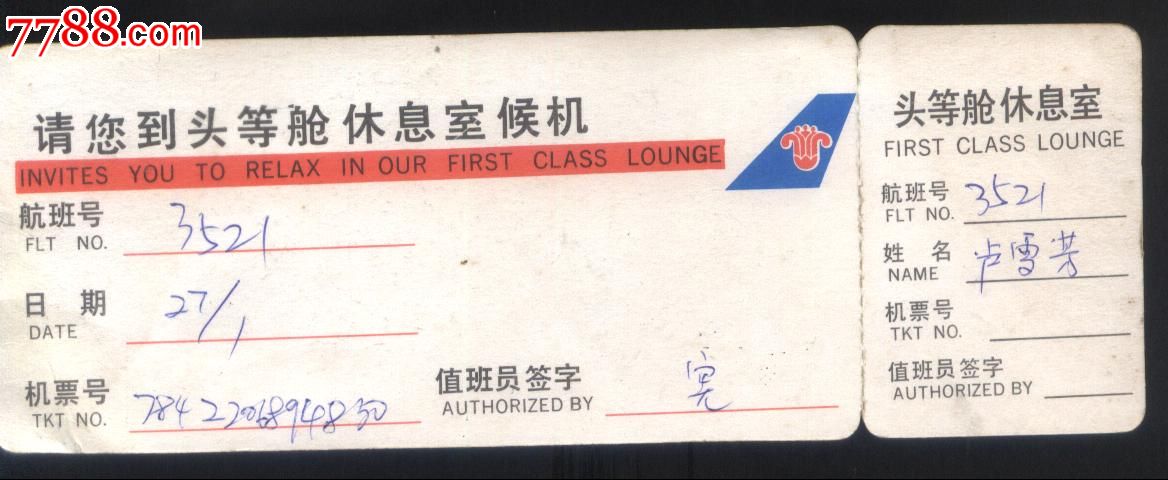 7788.com
请您到头等舱休息室候机
INVITES YOU TO RELAX IN OUR FIRST CLASS LOUNGE
航班号 3521
FLT NO.
日期 27/1
DATE
机票号
TKT NO. 784 22068948 30
值班员签字
AUTHORIZED BY
头等舱休息室
FIRST CLASS LOUNGE
航班号 3521
FLT NO.
姓名 卢雪芳
NAME
机票号
TKT NO.
值班员签字
AUTHORIZED BY